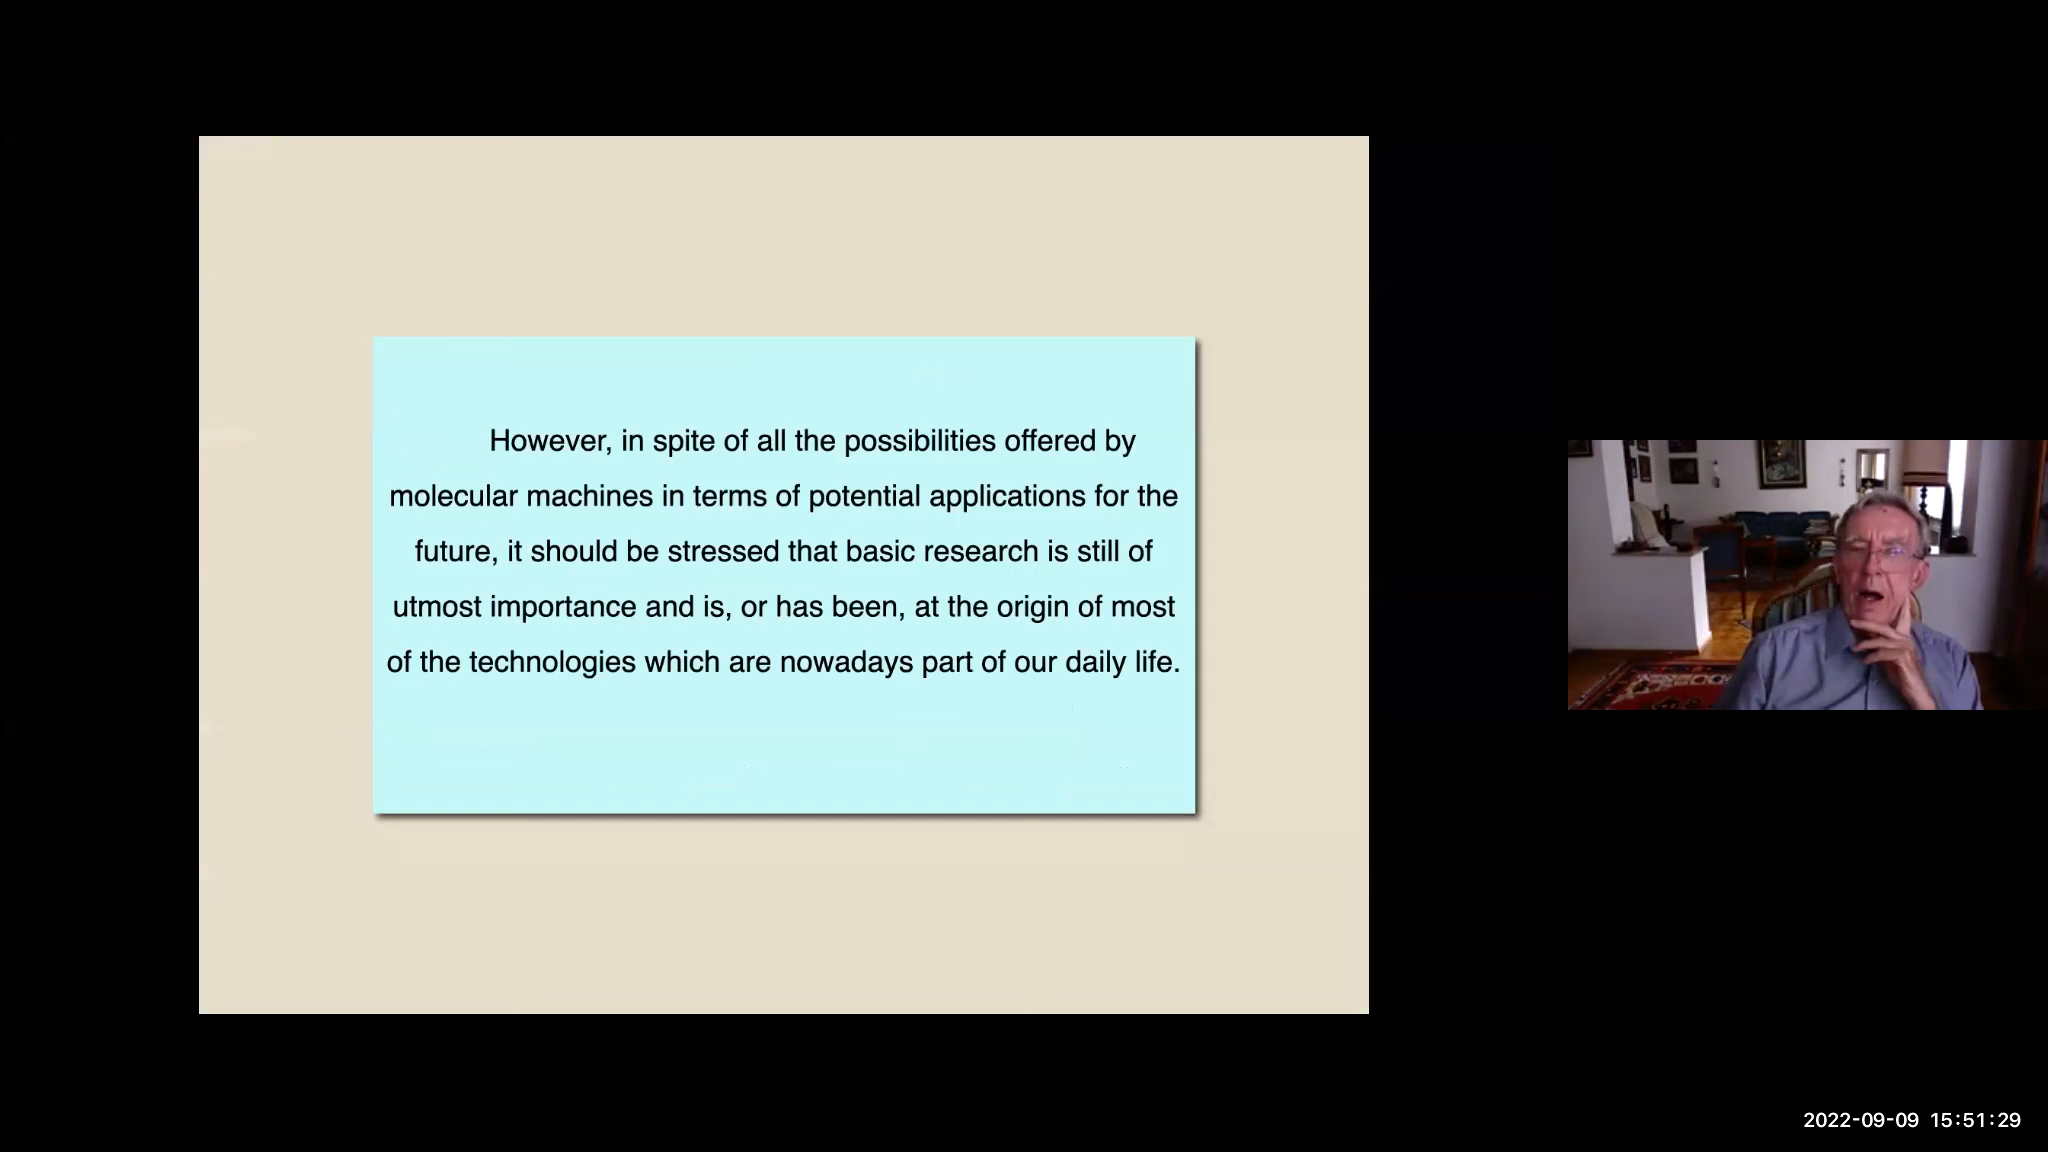 However, in spite of all the possibilities offered by
molecular machines in terms of potential applications for the
future, it should be stressed that basic research is still of
utmost importance and is, or has been, at the origin of most
of the technologies which are nowadays part of our daily life.
2022-09-09 15:51:29